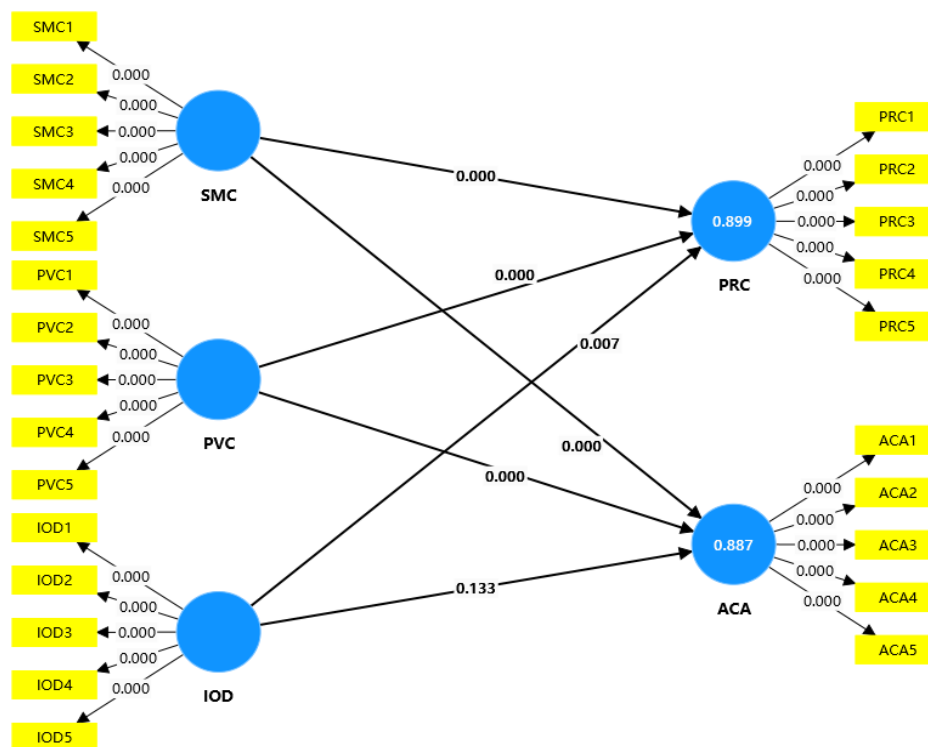 SMC1
SMC2
SMC3
SMC4
SMC5
0.000
0.000
0.000
0.000
0.000
SMC
PVC1
PVC2
PVC3
PVC4
PVC5
0.000
0.000
0.000
0.000
0.000
PVC
IOD1
IOD2
IOD3
IOD4
IOD5
0.000
0.000
0.000
0.000
0.000
IOD
0.000
0.000
0.007
0.000
0.000
0.133
0.899
PRC
0.000
0.000
0.000
0.000
0.000
PRC1
PRC2
PRC3
PRC4
PRC5
0.887
ACA
0.000
0.000
0.000
0.000
0.000
ACA1
ACA2
ACA3
ACA4
ACA5